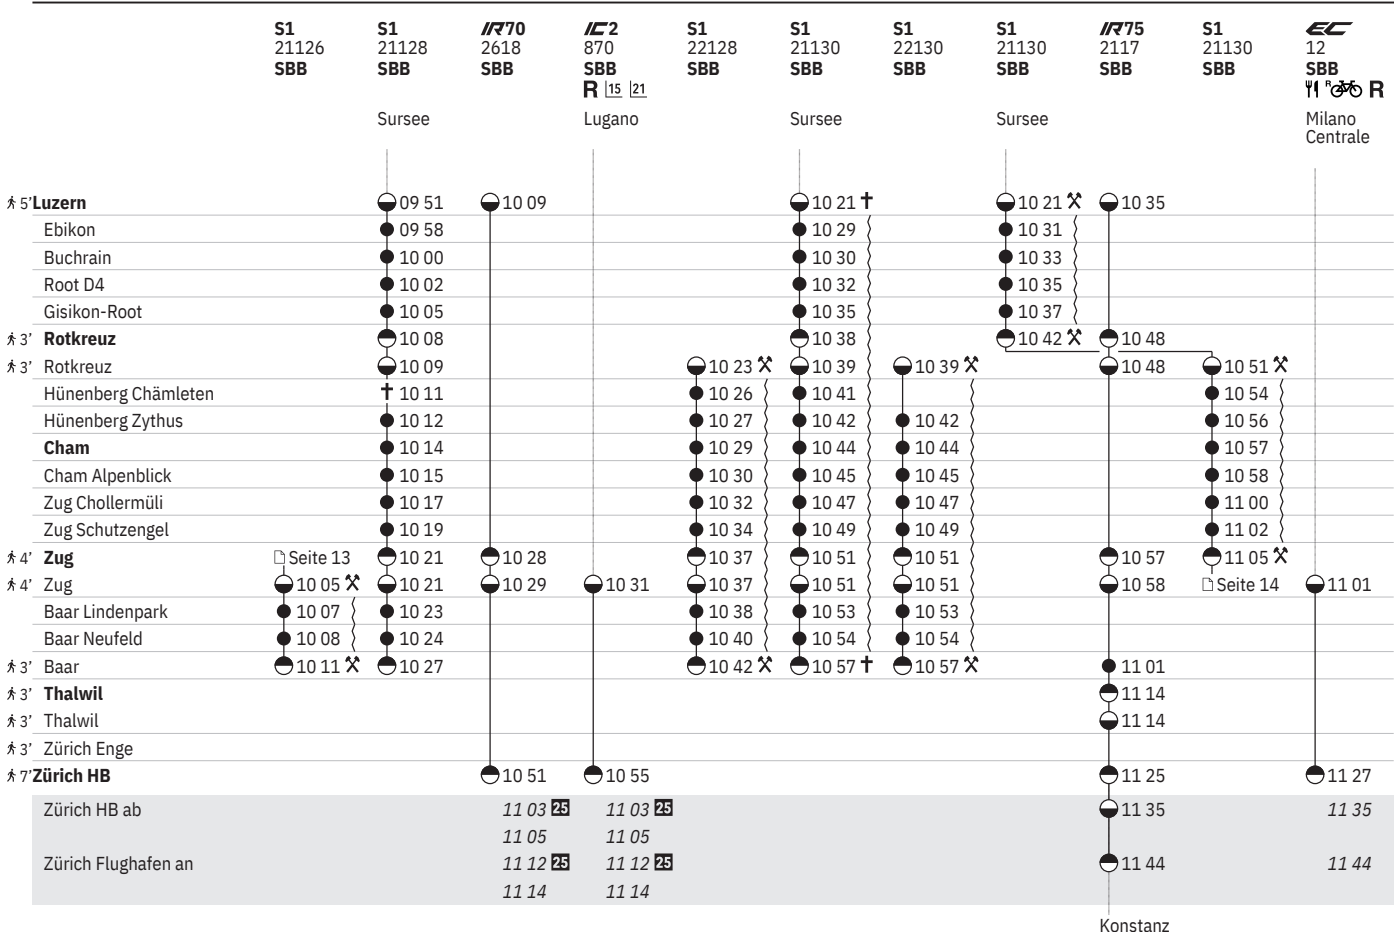 S1 S1 IR70 IC2 S1 S1 S1 S1 IR75 S1 EC
21126 21128 2618 870 22128 21130 22130 21130 2117 21130 12
SBB SBB SBB SBB SBB SBB SBB SBB SBB SBB SBB
R 15 21 R R
Sursee Lugano Sursee Sursee Milano
Centrale
5' Luzern 09 51 10 09 10 21 ✝ 10 21 ⚒ 10 35
Ebikon 09 58 10 29 10 31
Buchrain 10 00 10 30 10 33
Root D4 10 02 10 32 10 35
Gisikon-Root 10 05 10 35 10 37
3' Rotkreuz 10 08 10 38 10 42 ⚒ 10 48
3' Rotkreuz 10 09 10 23 ⚒ 10 39 10 39 ⚒ 10 48 10 51 ⚒
Hünenberg Chämleten ✝ 10 11 10 26 10 41 10 54
Hünenberg Zythus 10 12 10 27 10 42 10 42 10 56
Cham 10 14 10 29 10 44 10 44 10 57
Cham Alpenblick 10 15 10 30 10 45 10 45 10 58
Zug Chollermüli 10 17 10 32 10 47 10 47 11 00
Zug Schutzengel 10 19 10 34 10 49 10 49 11 02
4' Zug Seite 13 10 21 10 28 10 37 10 51 10 51 10 57 11 05 ⚒
4' Zug 10 05 ⚒ 10 21 10 29 10 31 10 37 10 51 10 51 10 58 Seite 14 11 01
Baar Lindenpark 10 07 10 23 10 38 10 53 10 53
Baar Neufeld 10 08 10 24 10 40 10 54 10 54
3' Baar 10 11 ⚒ 10 27 10 42 ⚒ 10 57 ✝ 10 57 ⚒ 11 01
3' Thalwil 11 14
3' Thalwil 11 14
3' Zürich Enge
7' Zürich HB 10 51 10 55 11 25 11 27
Zürich HB ab 11 03 25 11 03 25 11 35 11 35
11 05 11 05
Zürich Flughafen an 11 12 25 11 12 25 11 44 11 44
11 14 11 14
Konstanz